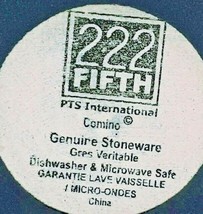 222
FIFTH
PTS International
©
Comino
Genuine Stoneware
Gres Veritable
Dishwasher & Microwave Safe
GARANTIE LAVE VAISSELLE
/ MICRO-ONDES
China